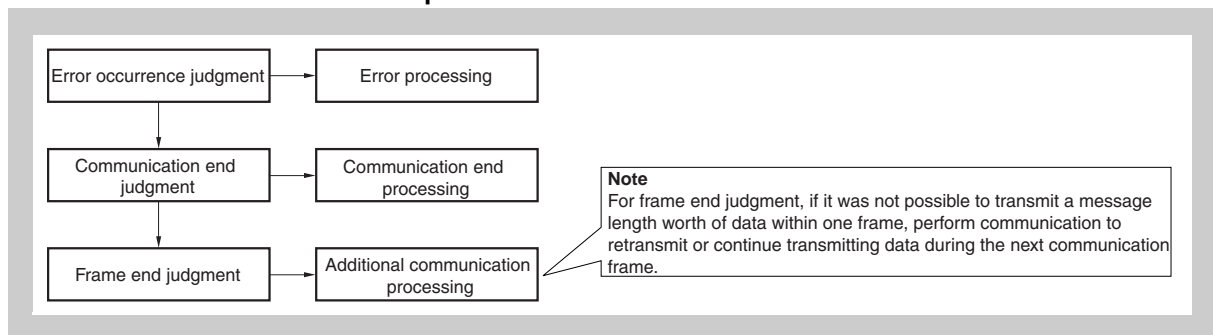 Error occurrence judgment
Error processing
Communication end
judgment
Communication end
processing
Frame end judgment
Additional communication
processing
Note
For frame end judgment, if it was not possible to transmit a message
length worth of data within one frame, perform communication to
retransmit or continue transmitting data during the next communication
frame.